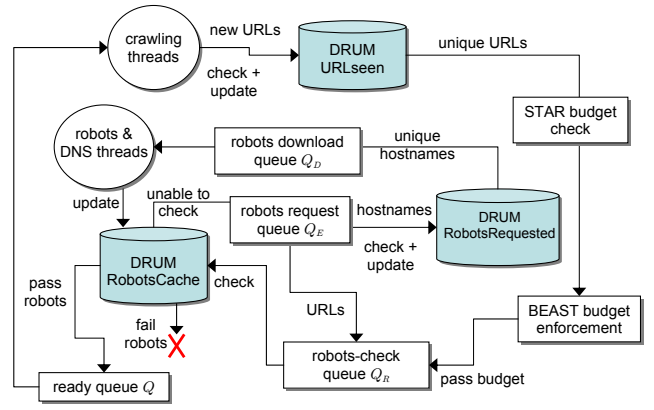 crawling
threads
new URLs
check +
update
DRUM
URLseen
unique URLs
STAR budget
check
robots &
DNS threads
robots download
queue Q_D
unique
hostnames
update
unable to
check
robots request
queue Q_E
hostnames
check +
update
DRUM
RobotsRequested
DRUM
RobotsCache
pass
robots
check
fail
robots
URLs
BEAST budget
enforcement
robots-check
queue Q_R
pass budget
ready queue Q